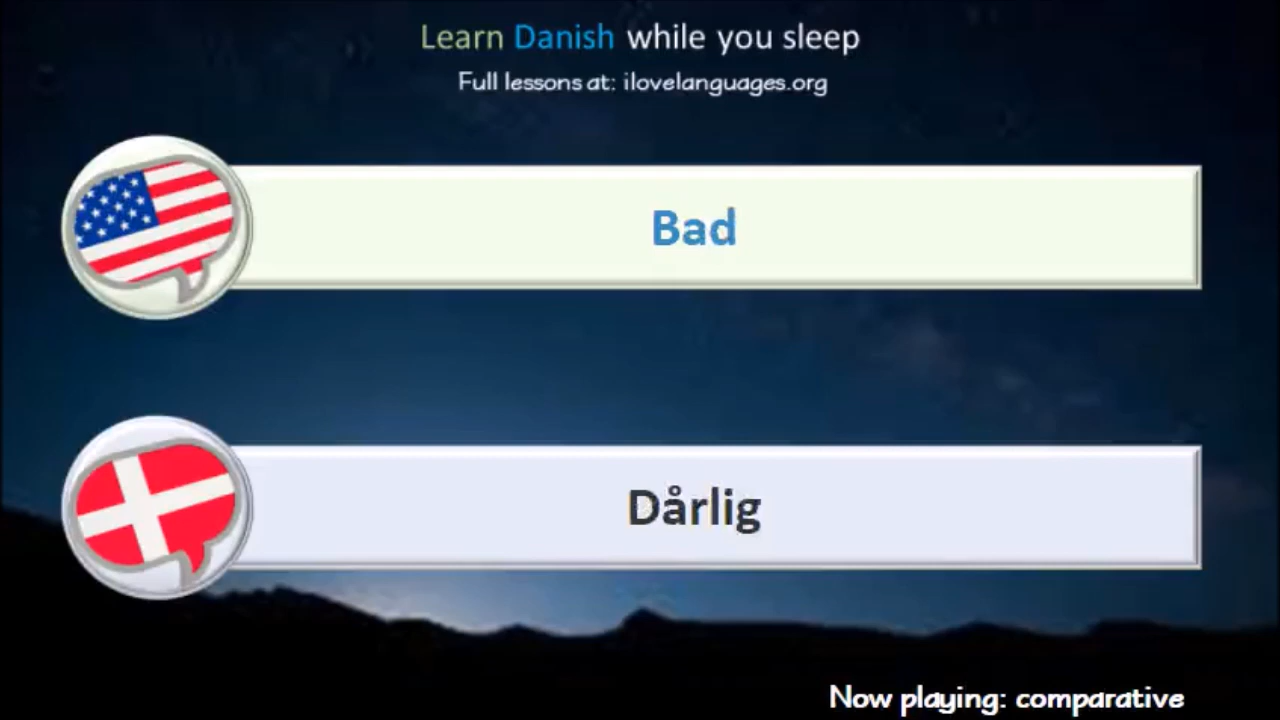 Learn Danish while you sleep
Full lessons at: ilovelanguages.org
Bad
Dårlig
Now playing: comparative